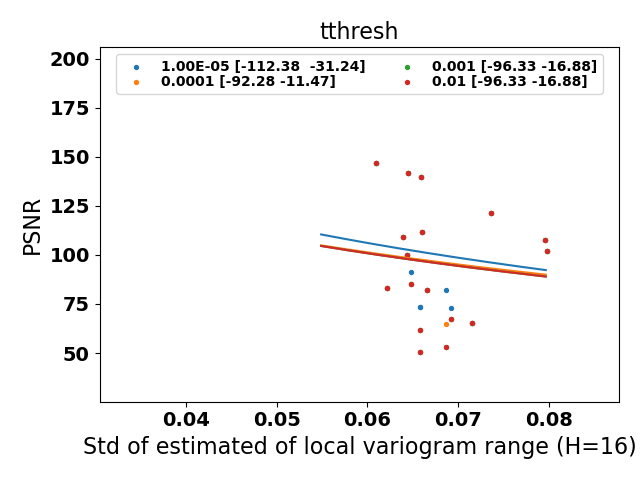 tthresh
1.00E-05 [-112.38  -31.24]
0.0001 [-92.28 -11.47]
0.001 [-96.33 -16.88]
0.01 [-96.33 -16.88]
PSNR
200
175
150
125
100
75
50
0.04 0.05 0.06 0.07 0.08
Std of estimated of local variogram range (H=16)